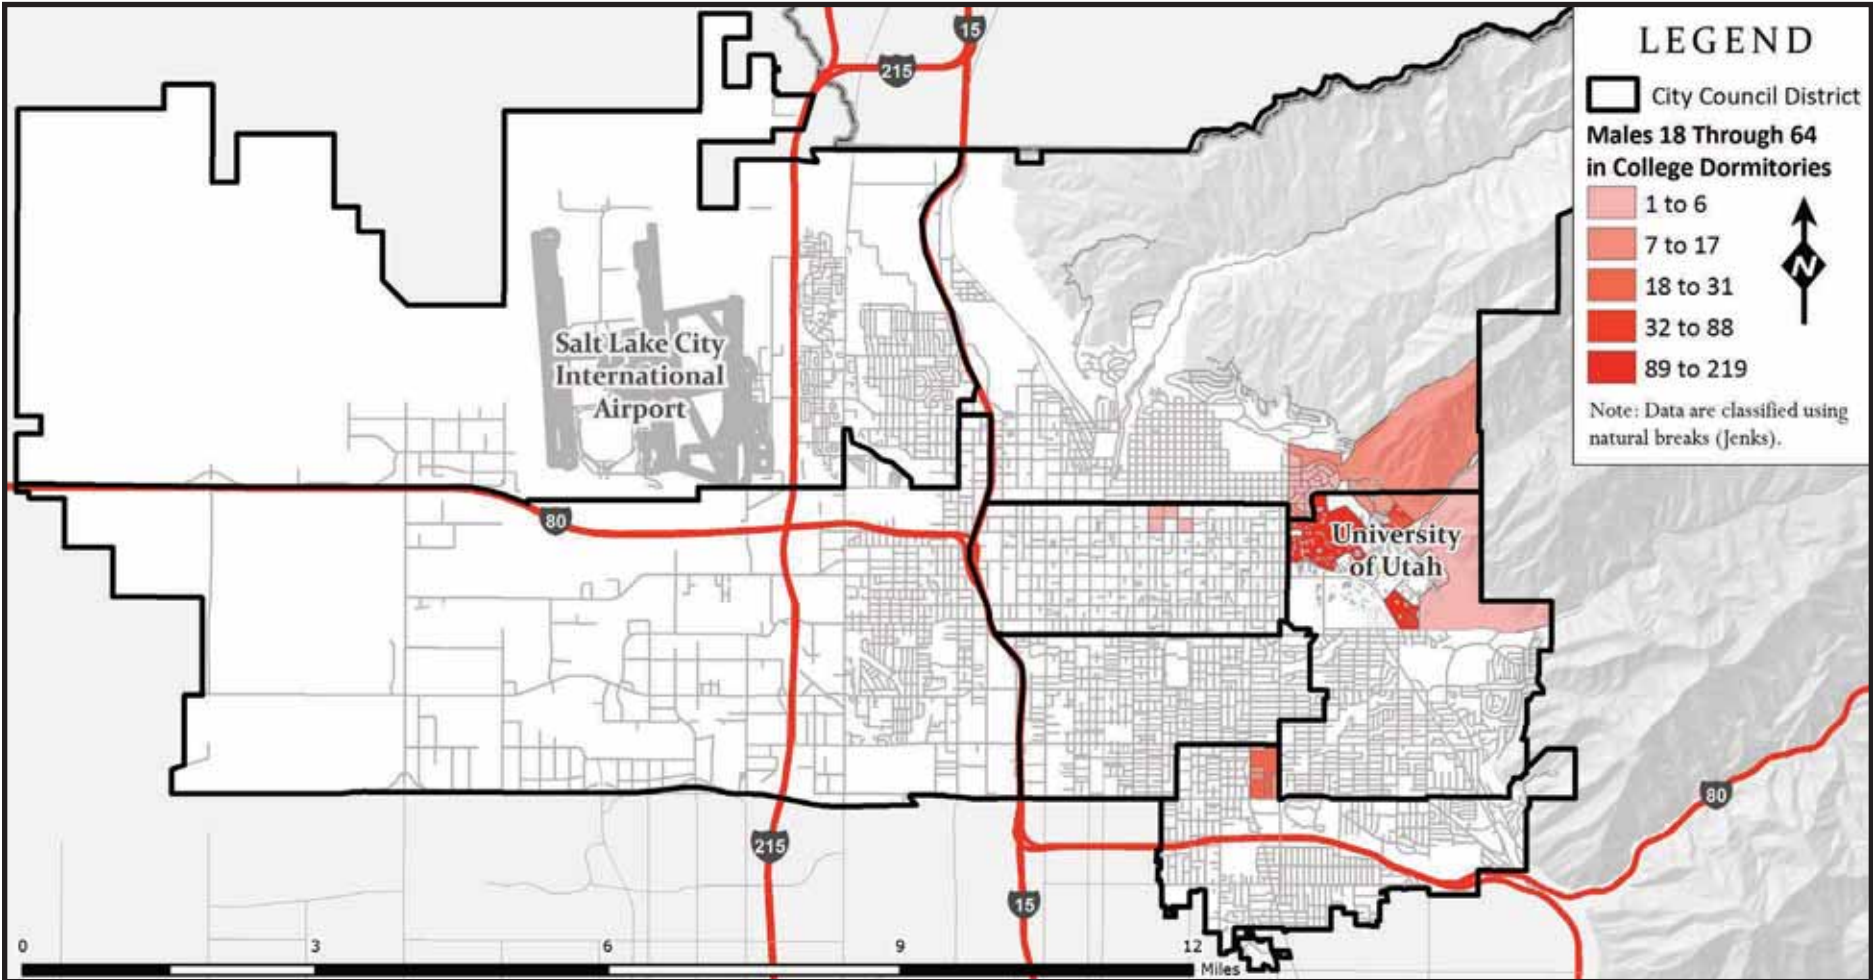 15
215
LEGEND
City Council District
Males 18 Through 64
in College Dormitories
1 to 6
7 to 17
18 to 31
32 to 88
89 to 219
N
Note: Data are classified using
natural breaks (Jenks).
Salt Lake City
International
Airport
80
University
of Utah
80
215
15
0 3 6 9 12
Miles